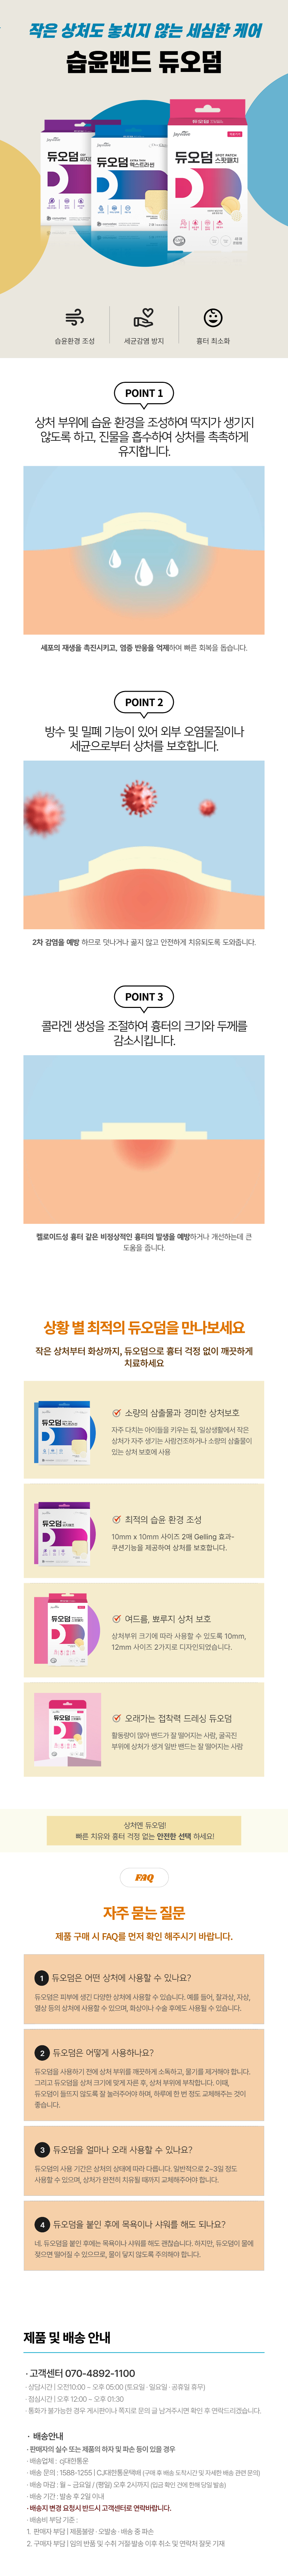 작은 상처도 놓치지 않는 세심한 케어
습윤밴드 듀오덤
듀오덤
듀오덤
엑스트라씬
듀오덤
스팟패치
습윤환경 조성
세균감염 방지
흉터 최소화
POINT 1
상처 부위에 습윤 환경을 조성하여 딱지가 생기지
않도록 하고, 진물을 흡수하여 상처를 촉촉하게
유지합니다.
세포의 재생을 촉진시키고, 염증 반응을 억제하여 빠른 회복을 돕습니다.
POINT 2
방수 및 밀폐 기능이 있어 외부 오염물질이나
세균으로부터 상처를 보호합니다.
2차 감염을 예방 하므로 덧나거나 곪지 않고 안전하게 치유되도록 도와줍니다.
POINT 3
콜라겐 생성을 조절하여 흉터의 크기와 두께를
감소시킵니다.
켈로이드성 흉터 같은 비정상적인 흉터의 발생을 예방하거나 개선하는데 큰
도움을 줍니다.
상황 별 최적의 듀오덤을 만나보세요
작은 상처부터 화상까지, 듀오덤으로 흉터 걱정 없이 깨끗하게
치료하세요
듀오덤
소량의 삼출물과 경미한 상처보호
자주 다치는 아이들을 키우는 집, 일상생활에서 작은
상처가 자주 생기는 사람건조하거나 소량의 삼출물이
있는 상처 보호에 사용
듀오덤
최적의 습윤 환경 조성
10mm x 10mm 사이즈 2매 Gelling 효과-
쿠션기능을 제공하여 상처를 보호합니다.
듀오덤
스팟패치
여드름, 뾰루지 상처 보호
상처부위 크기에 따라 사용할 수 있도록 10mm,
12mm 사이즈 2가지로 디자인되었습니다.
듀오덤
오래가는 접착력 드레싱 듀오덤
활동량이 많아 밴드가 잘 떨어지는 사람, 굴곡진
부위에 상처가 생겨 일반 밴드는 잘 떨어지는 사람
상처엔 듀오덤!
빠른 치유와 흉터 걱정 없는 안전한 선택 하세요!
FAQ
자주 묻는 질문
제품 구매 시 FAQ를 먼저 확인 해주시기 바랍니다.
1 듀오덤은 어떤 상처에 사용할 수 있나요?
듀오덤은 피부에 생긴 다양한 상처에 사용할 수 있습니다. 예를 들어, 찰과상, 자상,
열상 등의 상처에 사용할 수 있으며, 화상이나 수술 후에도 사용될 수 있습니다.
2 듀오덤은 어떻게 사용하나요?
듀오덤을 사용하기 전에 상처 부위를 깨끗하게 소독하고, 물기를 제거해야 합니다.
그리고 듀오덤을 상처 크기에 맞게 자른 후, 상처 부위에 부착합니다. 이때,
듀오덤이 들뜨지 않도록 잘 눌러주어야 하며, 하루에 한 번 정도 교체해주는 것이
좋습니다.
3 듀오덤을 얼마나 오래 사용할 수 있나요?
듀오덤의 사용 기간은 상처의 상태에 따라 다릅니다. 일반적으로 2~3일 정도
사용할 수 있으며, 상처가 완전히 치유될 때까지 교체해주어야 합니다.
4 듀오덤을 붙인 후에 목욕이나 샤워를 해도 되나요?
네. 듀오덤을 붙인 후에는 목욕이나 샤워를 해도 괜찮습니다. 하지만, 듀오덤이 물에
젖으면 떨어질 수 있으므로, 물이 닿지 않도록 주의해야 합니다.
제품 및 배송 안내
· 고객센터 070-4892-1100
· 상담시간 | 오전10:00 ~ 오후 05:00 (토요일 · 일요일 · 공휴일 휴무)
· 점심시간 | 오후 12:00 ~ 오후 01:30
· 통화가 불가능한 경우 게시판이나 쪽지로 문의 글 남겨주시면 확인 후 연락드리겠습니다.
· 배송안내
· 판매자의 실수 또는 제품의 하자 및 파손 등이 있을 경우
· 배송업체 : cj대한통운
· 배송 문의 : 1588-1255 | CJ대한통운택배 (구매 후 배송 도착시간 및 자세한 배송 관련 문의)
· 배송 마감 : 월 ~ 금요일 / (평일) 오후 2시까지 (입금 확인 건에 한해 당일 발송)
· 배송 기간 : 발송 후 2일 이내
· 배송지 변경 요청시 반드시 고객센터로 연락바랍니다.
· 배송비 부담 기준 :
1. 판매자 부담 | 제품불량 · 오발송 · 배송 중 파손
2. 구매자 부담 | 임의 반품 및 수취 거절·발송 이후 취소 및 연락처 잘못 기재